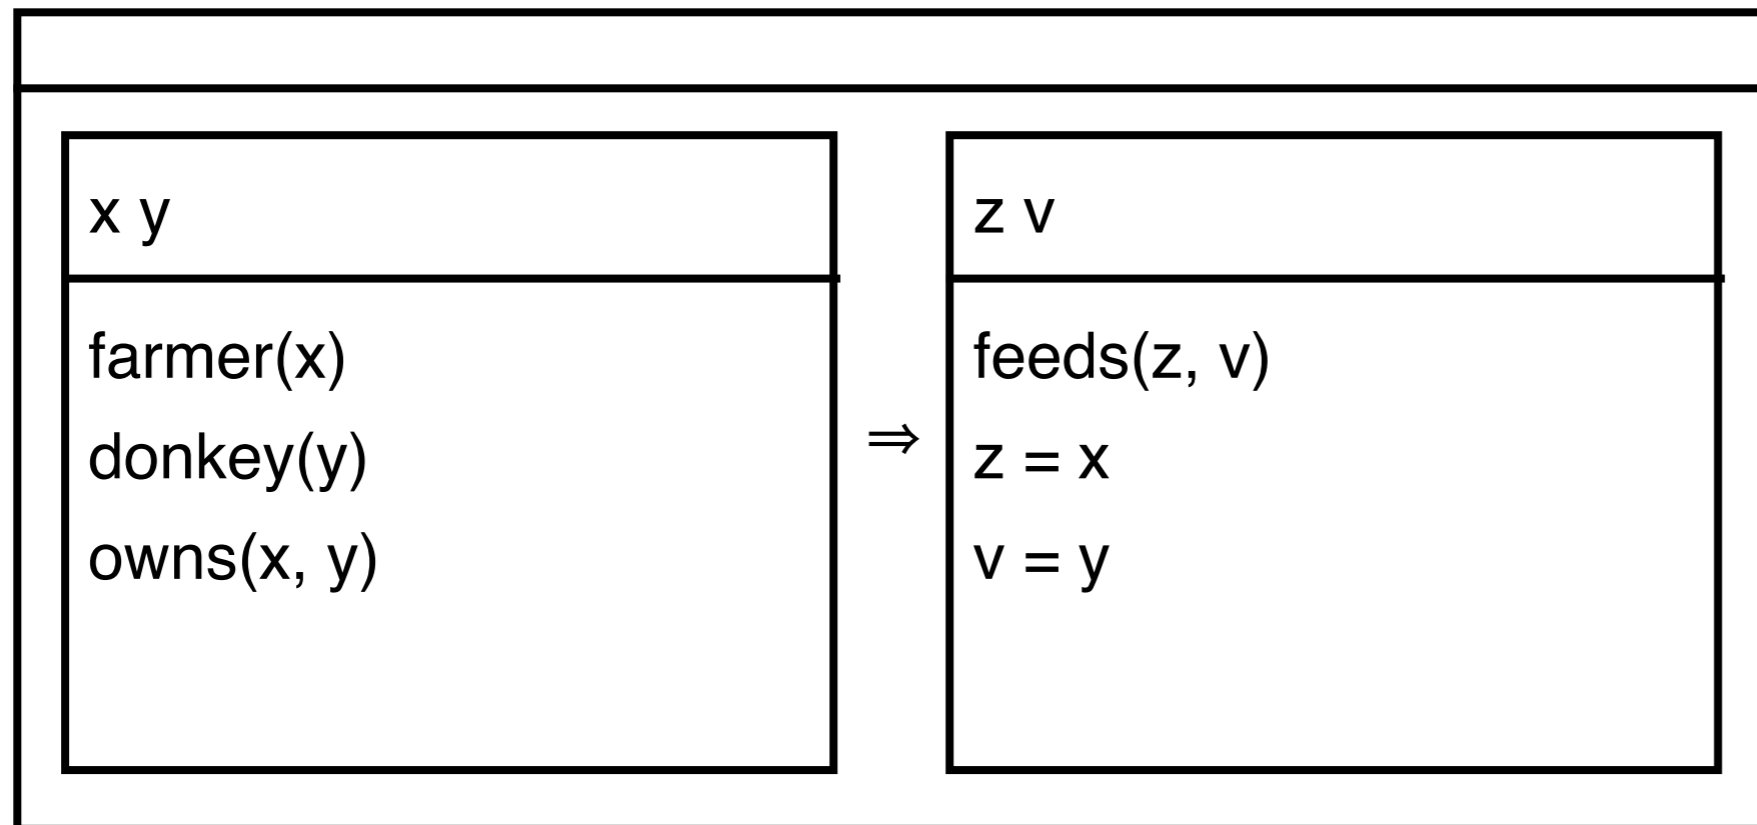 x y
farmer(x)
donkey(y)
owns(x, y)
⇒
z v
feeds(z, v)
z = x
v = y